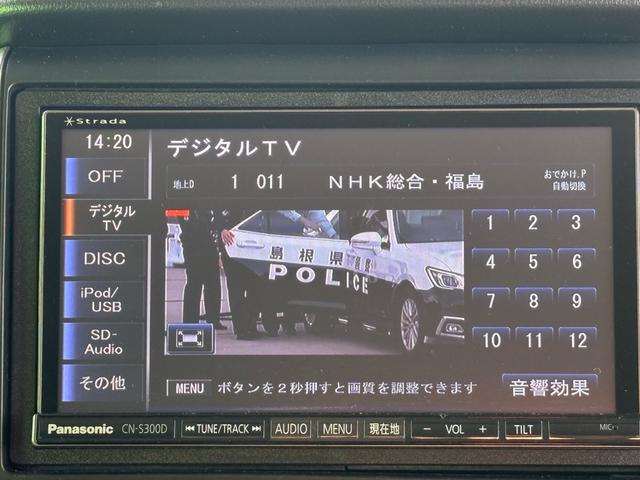 Strada
14:20
デジタルTV
OFF
地上D 1 011 NHK総合・福島 おでかけ.P
自動切換
デジタル
TV
DISC
iPod/
USB
SD-
Audio
その他
島根県警察
POLICE
1 2 3
4 5 6
7 8 9
10 11 12
MENU ボタンを2秒押すと画質を調整できます 音響効果
Panasonic CN-S300D TUNE/TRACK AUDIO MENU 現在地 － VOL ＋ TILT MIC